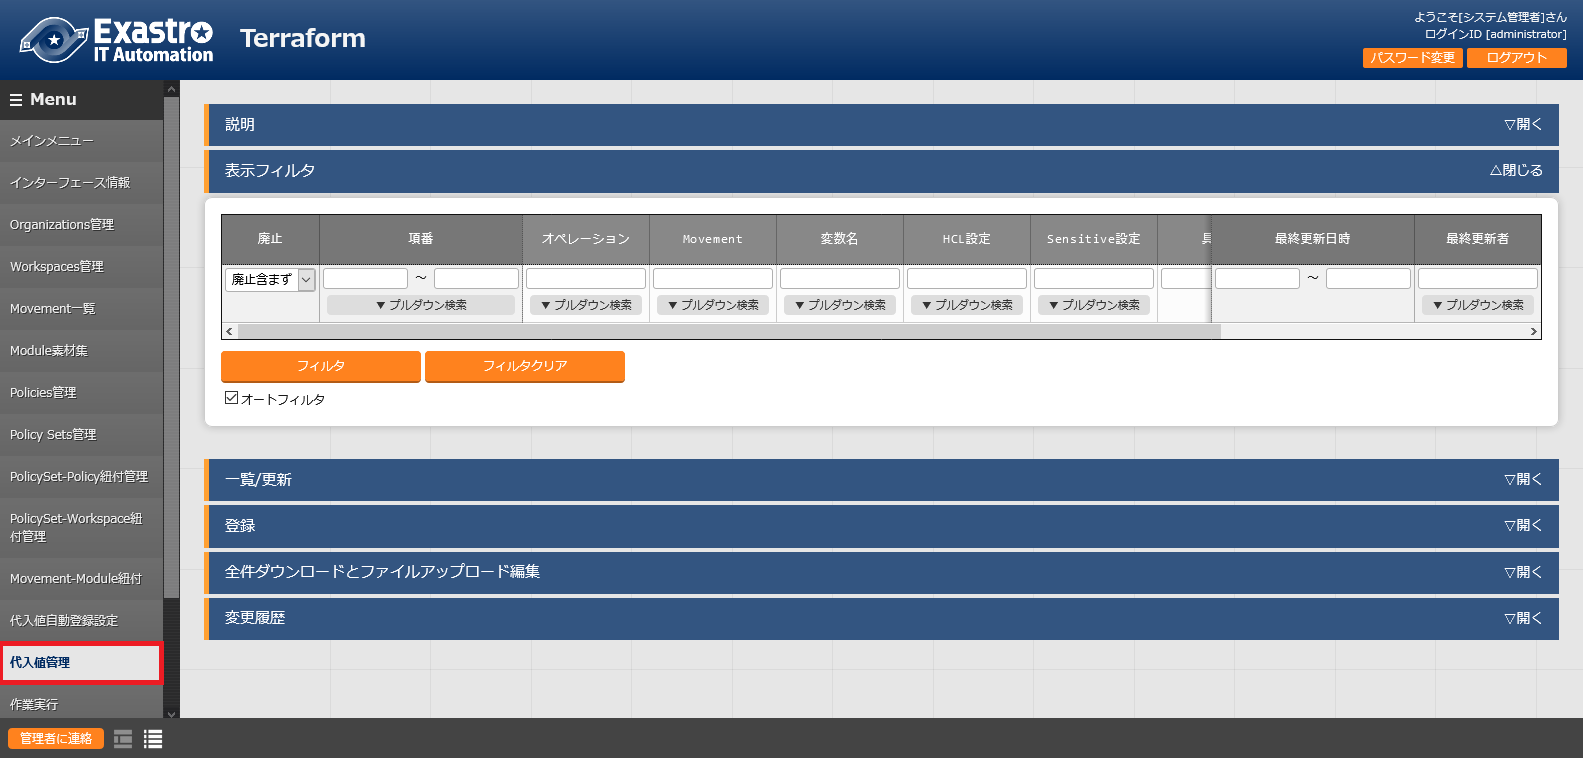 Exastro
IT Automation
Terraform
ようこそ[システム管理者]さん
ログインID [administrator]
パスワード変更
ログアウト
Menu
メインメニュー
インターフェース情報
Organizations管理
Workspaces管理
Movement一覧
Module素材集
Policies管理
Policy Sets管理
PolicySet-Policy紐付管理
PolicySet-Workspace紐
付管理
Movement-Module紐付
代入値自動登録設定
代入値管理
作業実行
管理者に連絡
説明
▽開く
表示フィルタ
△閉じる
廃止
項番
オペレーション
Movement
変数名
HCL設定
Sensitive設定
最終更新日時
最終更新者
廃止含まず
～
～
▼プルダウン検索
▼プルダウン検索
▼プルダウン検索
▼プルダウン検索
▼プルダウン検索
▼プルダウン検索
▼プルダウン検索
フィルタ
フィルタクリア
オートフィルタ
一覧/更新
▽開く
登録
▽開く
全件ダウンロードとファイルアップロード編集
▽開く
変更履歴
▽開く